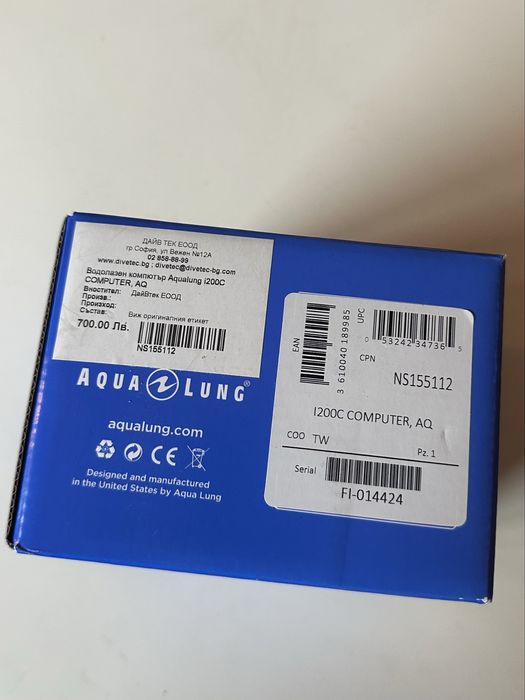 ДАЙВ ТЕК ЕООД
гр София, ул Вежен №12А
02 858-88-99
www.divetec.bg ; divetec@divetec-bg.com
Водолазен компютър Aqualung i200C
COMPUTER, AQ
Вносител: ДайВтек ЕООД
Произв.:
Произход:
Състав: Виж оригиналния етикет
700.00 Лв.
NS155112
AQUA LUNG®
aqualung.com
CE
Designed and manufactured
in the United States by Aqua Lung
EAN
3 610040 189985
UPC
0 53242 34736 5
CPN
NS155112
I200C COMPUTER, AQ
COO TW
Pz. 1
Serial
FI-014424